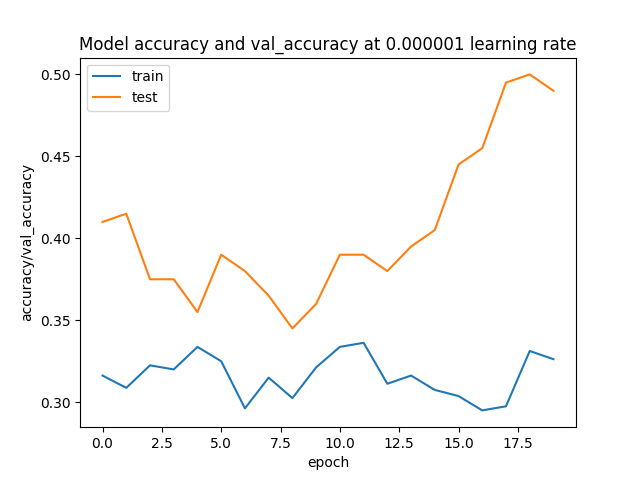 Model accuracy and val_accuracy at 0.000001 learning rate
train
test
accuracy/val_accuracy
0.50
0.45
0.40
0.35
0.30
0.0 2.5 5.0 7.5 10.0 12.5 15.0 17.5
epoch